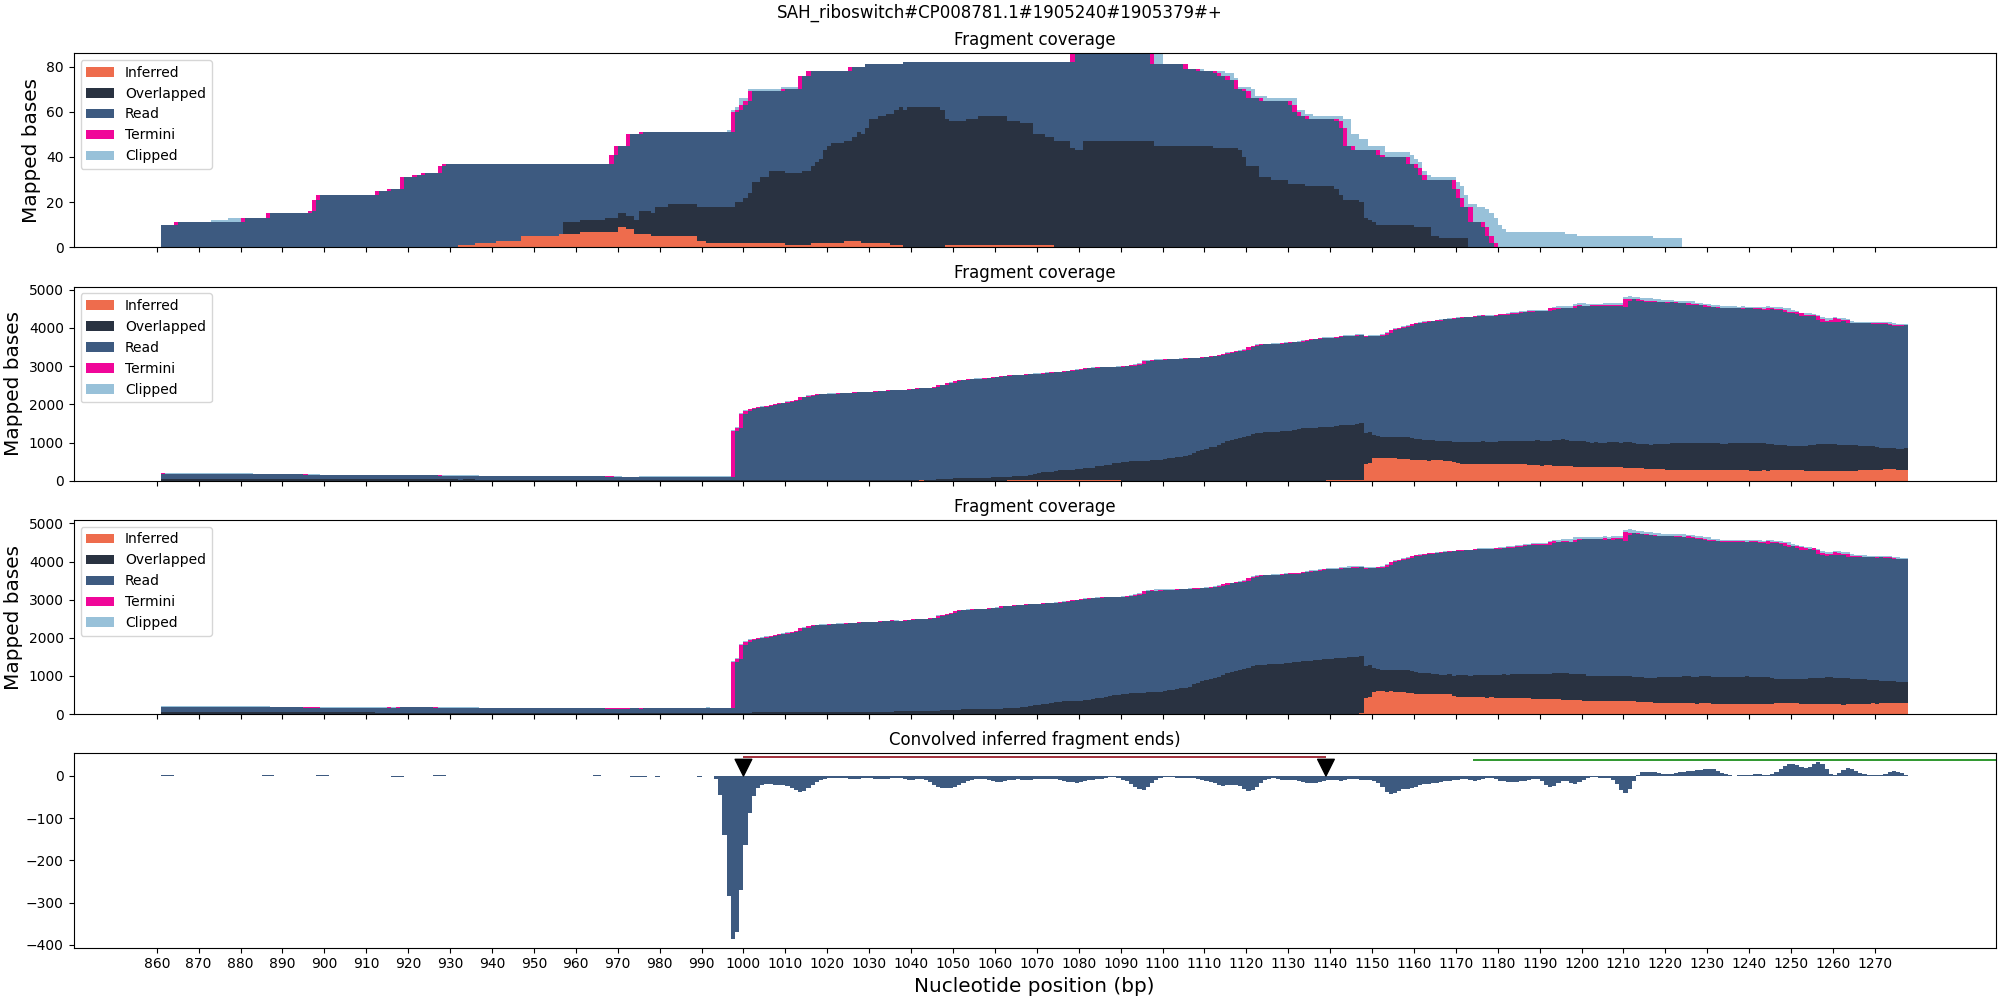 SAH_riboswitch#CP008781.1#1905240#1905379#+
Fragment coverage
Mapped bases
80
60
40
20
0
Inferred
Overlapped
Read
Termini
Clipped
Fragment coverage
Mapped bases
5000
4000
3000
2000
1000
0
Inferred
Overlapped
Read
Termini
Clipped
Fragment coverage
Mapped bases
5000
4000
3000
2000
1000
0
Inferred
Overlapped
Read
Termini
Clipped
Convolved inferred fragment ends)
0
−100
−200
−300
−400
860 870 880 890 900 910 920 930 940 950 960 970 980 990 1000 1010 1020 1030 1040 1050 1060 1070 1080 1090 1100 1110 1120 1130 1140 1150 1160 1170 1180 1190 1200 1210 1220 1230 1240 1250 1260 1270
Nucleotide position (bp)